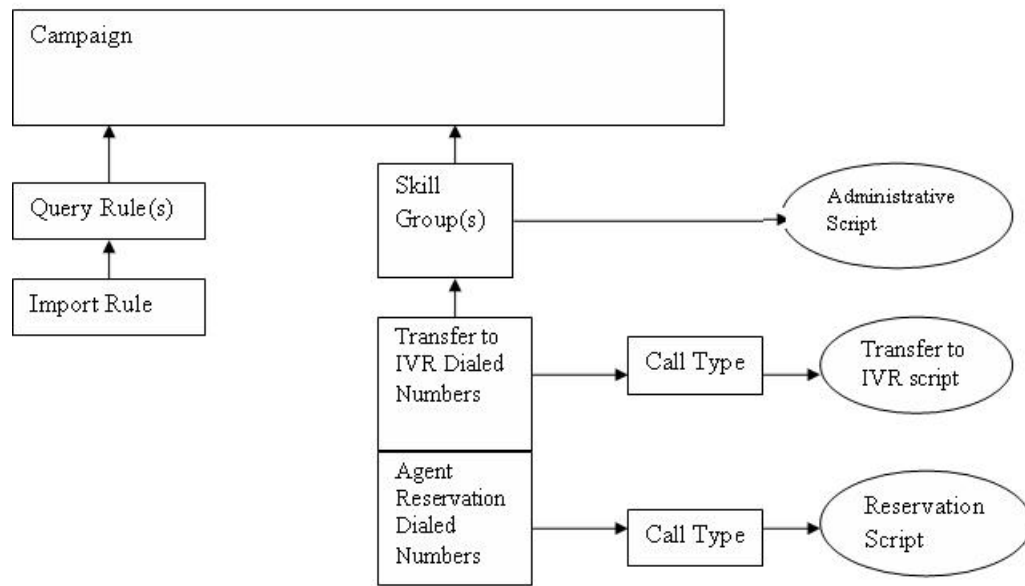 Campaign
Query Rule(s)
Import Rule
Skill
Group(s)
Administrative
Script
Transfer to
IVR Dialed
Numbers
Call Type
Transfer to
IVR script
Agent
Reservation
Dialed
Numbers
Call Type
Reservation
Script